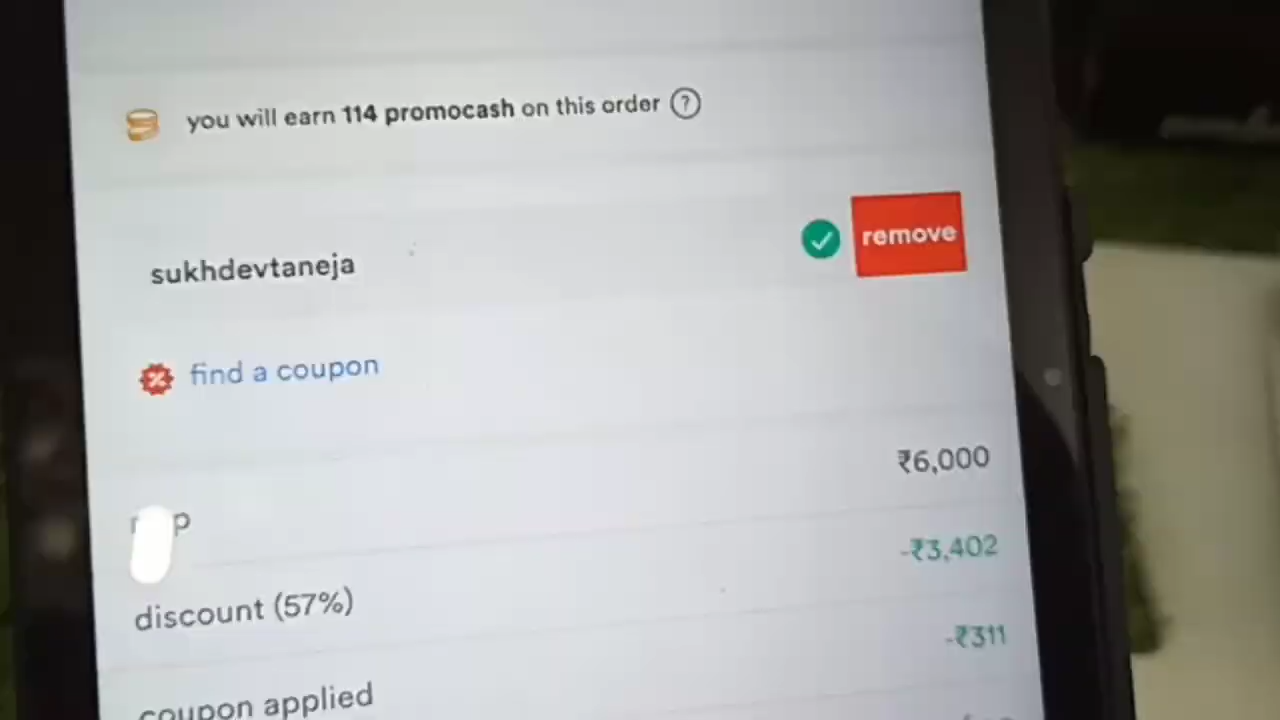 you will earn 114 promocash on this order ?
sukhdevtaneja remove
find a coupon
₹6,000
-₹3,402
discount (57%)
-₹311
coupon applied